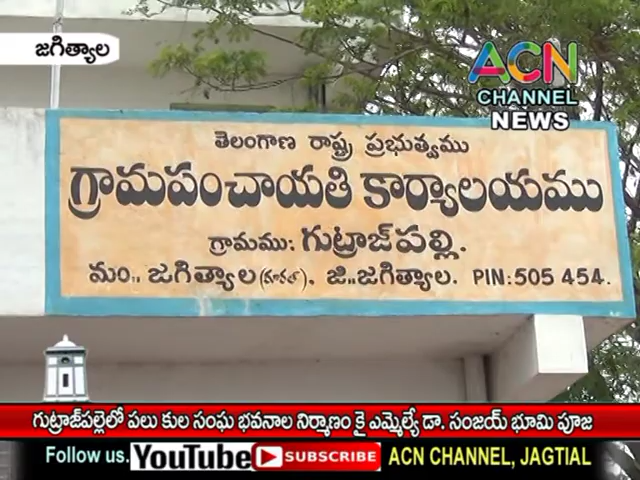 జగిత్యాల
ACN
CHANNEL
NEWS
తెలంగాణ రాష్ట్ర ప్రభుత్వము
గ్రామపంచాయతి కార్యాలయము
గ్రామము: గుట్రాజ్‌పల్లి.
మం.. జగిత్యాల (రూరల్), జి..జగిత్యాల. PIN:505 454.
గుట్రాజ్‌పల్లెలో పలు కుల సంఘ భవనాల నిర్మాణం కై ఎమ్మెల్యే డా. సంజయ్ భూమి పూజ
Follow us. YouTube SUBSCRIBE ACN CHANNEL, JAGTIAL